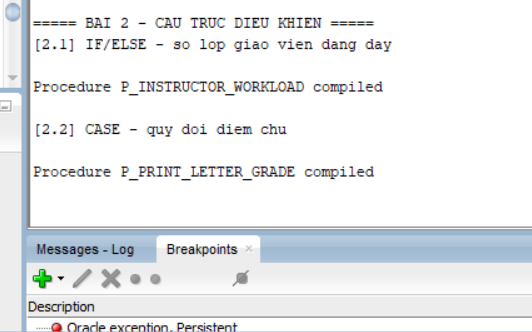 ===== BAI 2 - CAU TRUC DIEU KHIEN =====
[2.1] IF/ELSE - so lop giao vien dang day
Procedure P_INSTRUCTOR_WORKLOAD compiled
[2.2] CASE - quy doi diem chu
Procedure P_PRINT_LETTER_GRADE compiled
Messages - Log Breakpoints
Description
Oracle exception, Persistent